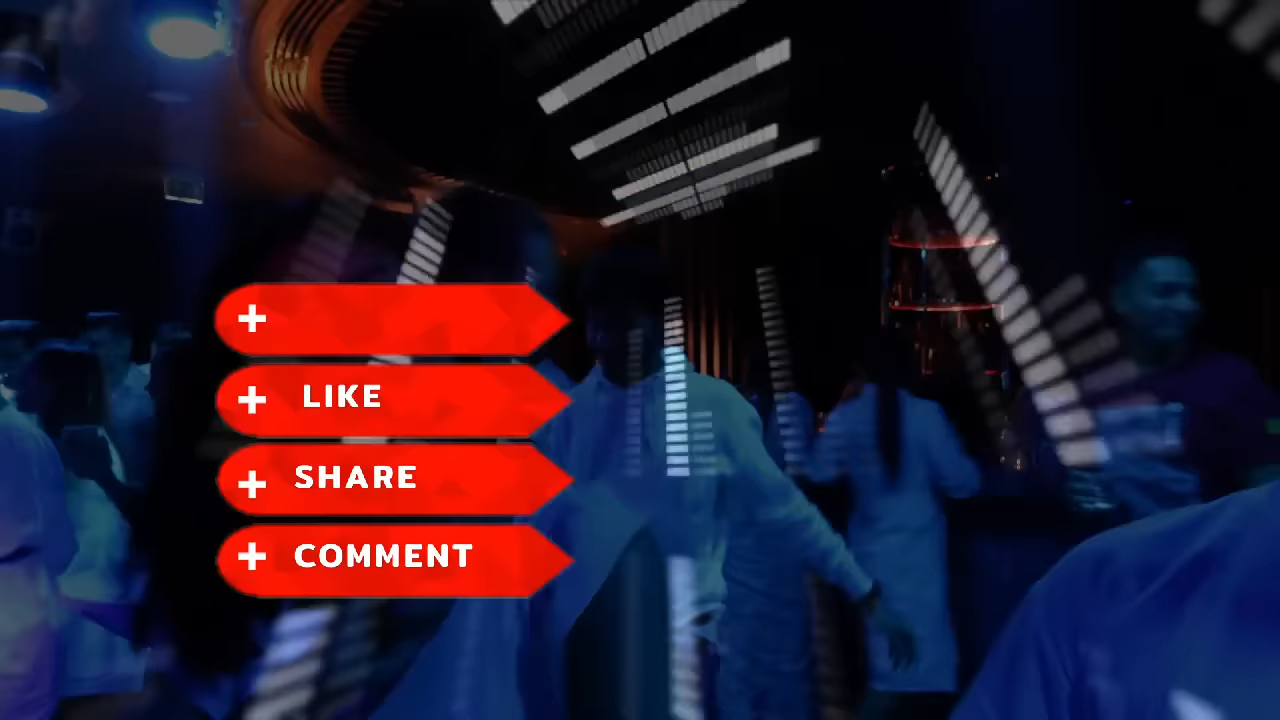 +
+ LIKE
+ SHARE
+ COMMENT